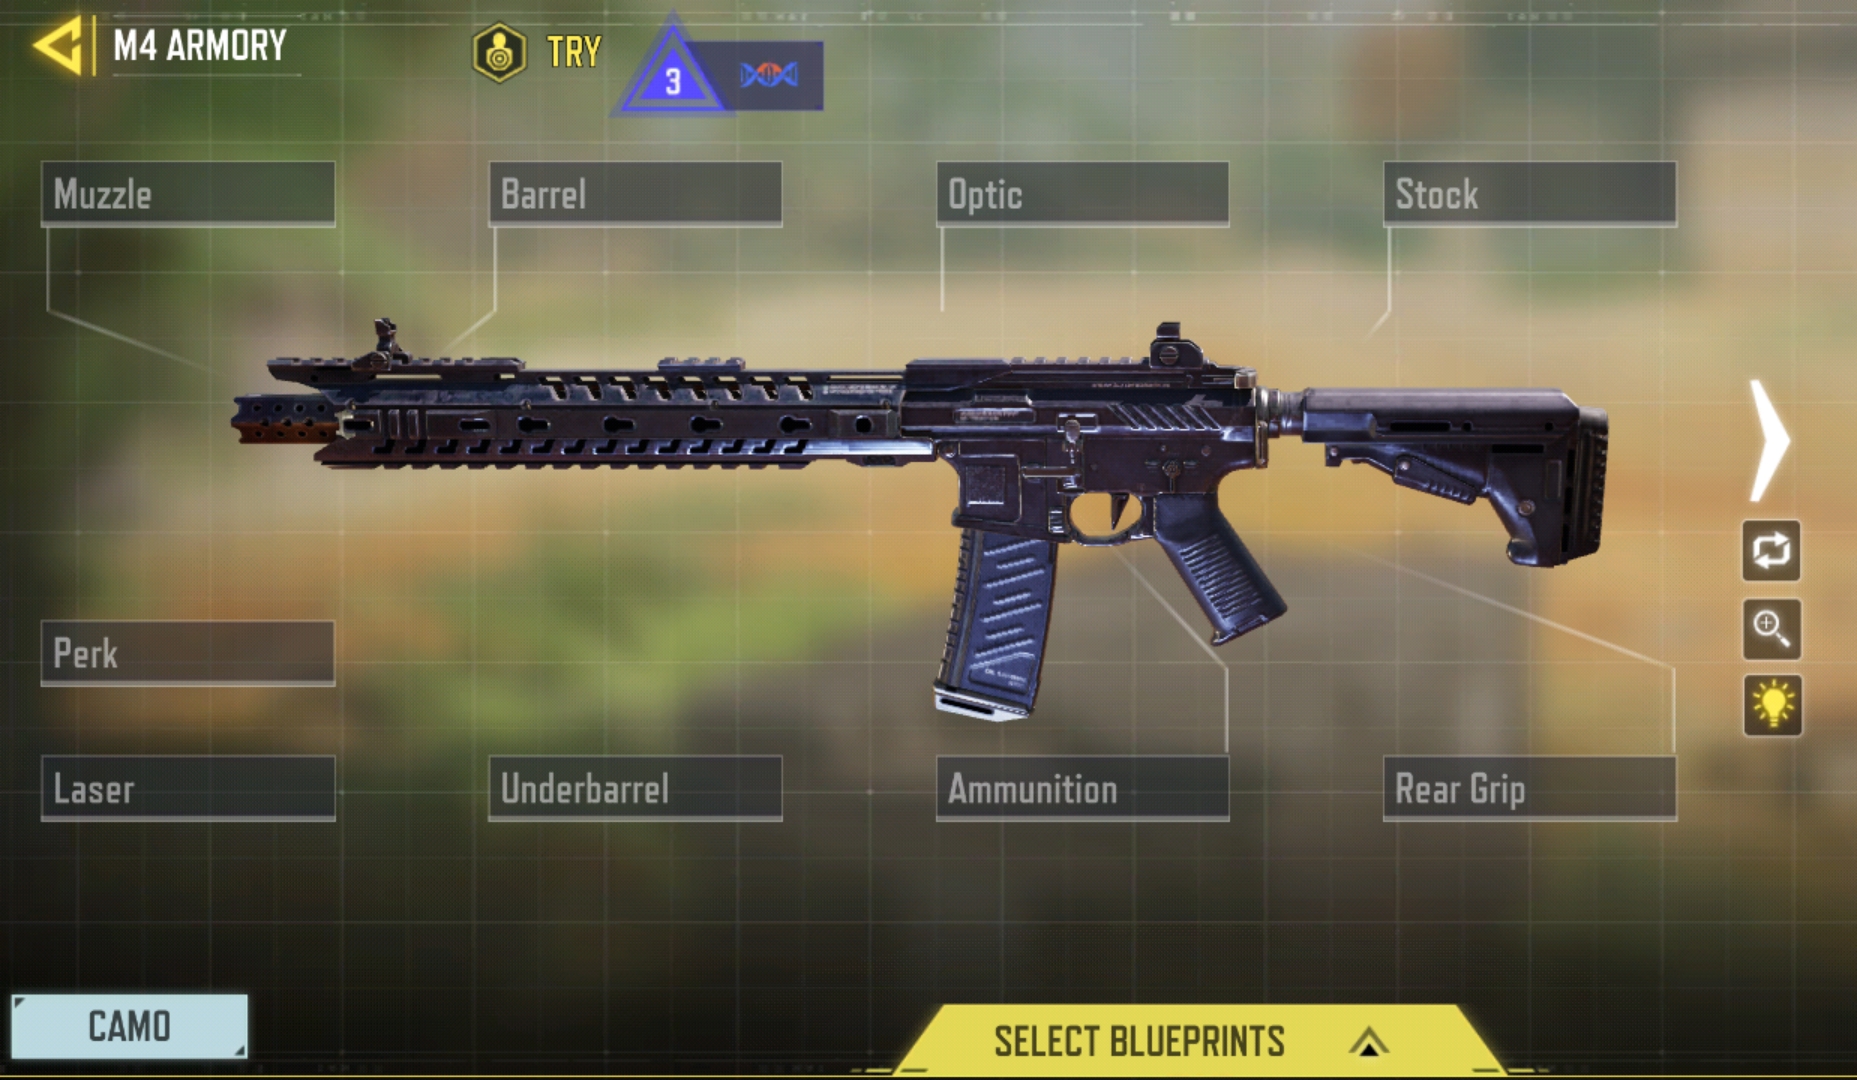 M4 ARMORY
TRY
3
Muzzle
Barrel
Optic
Stock
Perk
Laser
Underbarrel
Ammunition
Rear Grip
CAMO
SELECT BLUEPRINTS